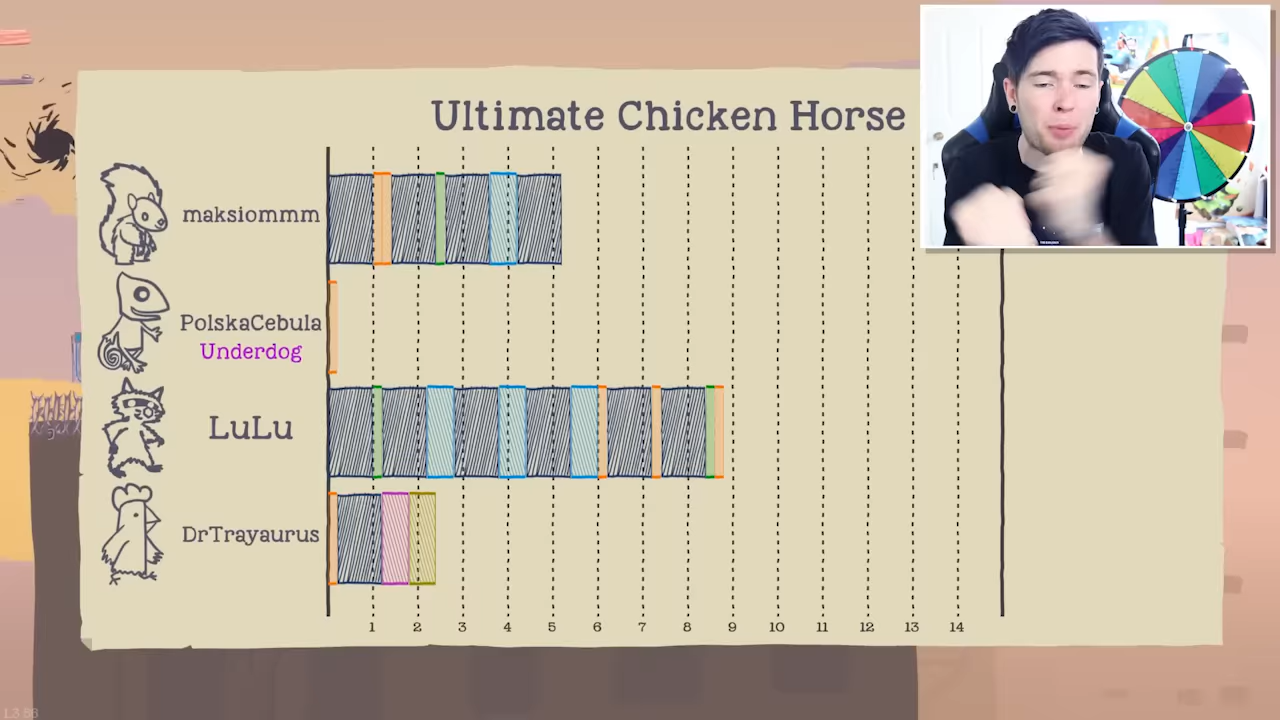 Ultimate Chicken Horse
maksiommm
PolskaCebula
Underdog
LuLu
DrTrayaurus
1 2 3 4 5 6 7 8 9 10 11 12 13 14